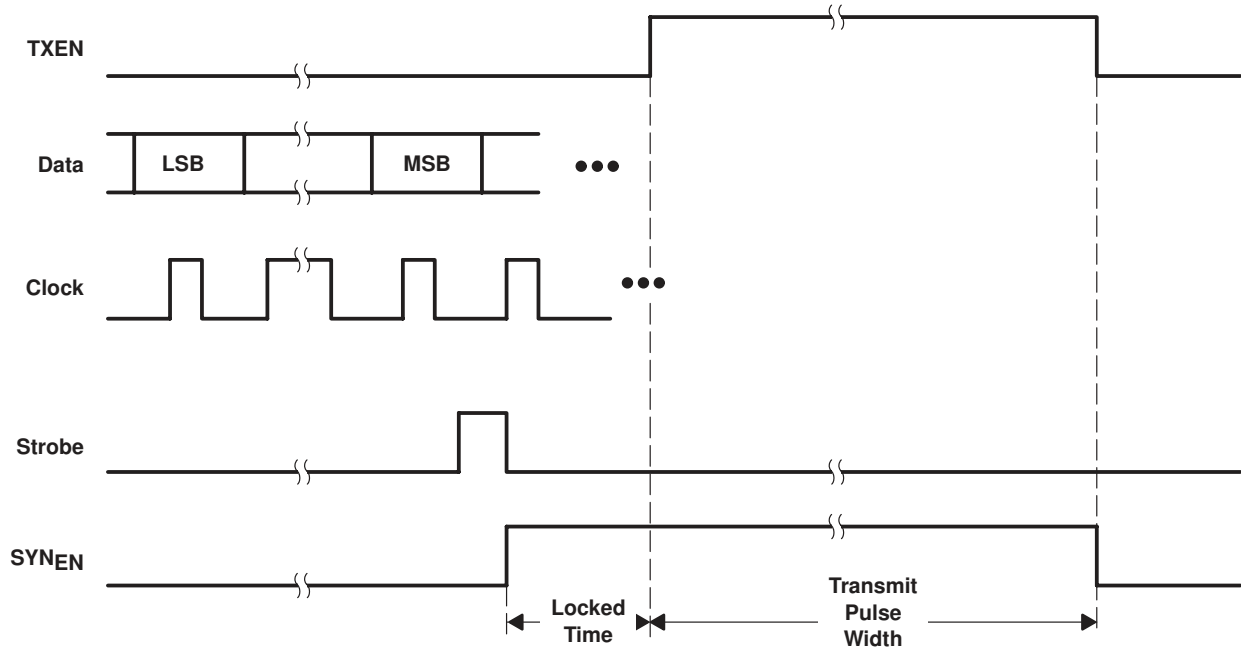 TXEN
Data
LSB
MSB
•••
Clock
•••
Strobe
SYNEN
Locked
Time
Transmit
Pulse
Width